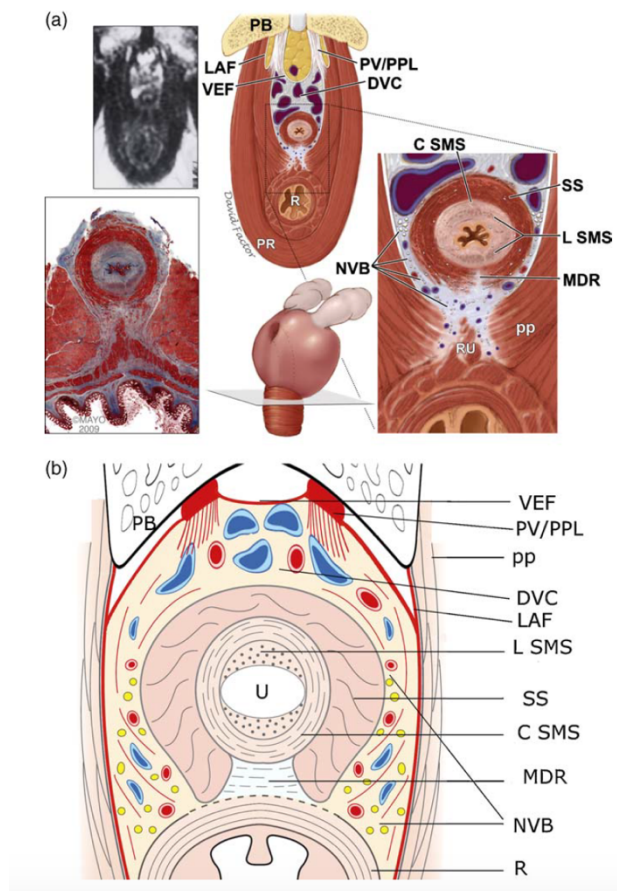 (a)
PB
LAF
PV/PPL
VEF
DVC
R
PR
David Factor
C SMS
SS
L SMS
NVB
MDR
pp
RU
©MAYO
2009
(b)
PB
VEF
PV/PPL
pp
DVC
LAF
L SMS
U
SS
C SMS
MDR
NVB
R